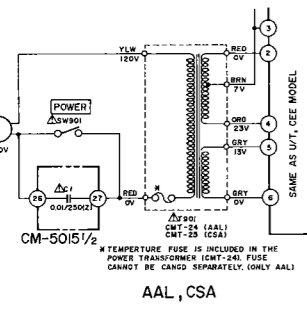 3
YLW
120V
RED
0V
2
BRN
7V
POWER
⚠SW901
ORG
23V
4
GRY
13V
5
0V
26
⚠C1
27
0.01/250(Z)
RED
0V
*
GRY
0V
6
CM-5015 1/2
⚠T901
CMT-24 (AAL)
CMT-25 (CSA)
SAME AS U/T, CEE MODEL
* TEMPERTURE FUSE IS INCLUDED IN THE
POWER TRANSFORMER (CMT-24). FUSE
CANNOT BE CANGD SEPARATELY. (ONLY AAL)
AAL, CSA